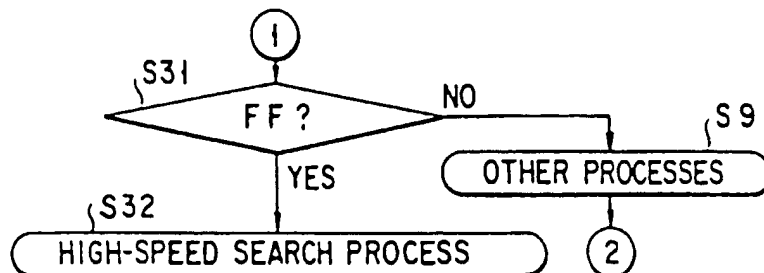 1
S31
FF?
NO
S9
OTHER PROCESSES
YES
S32
HIGH-SPEED SEARCH PROCESS
2